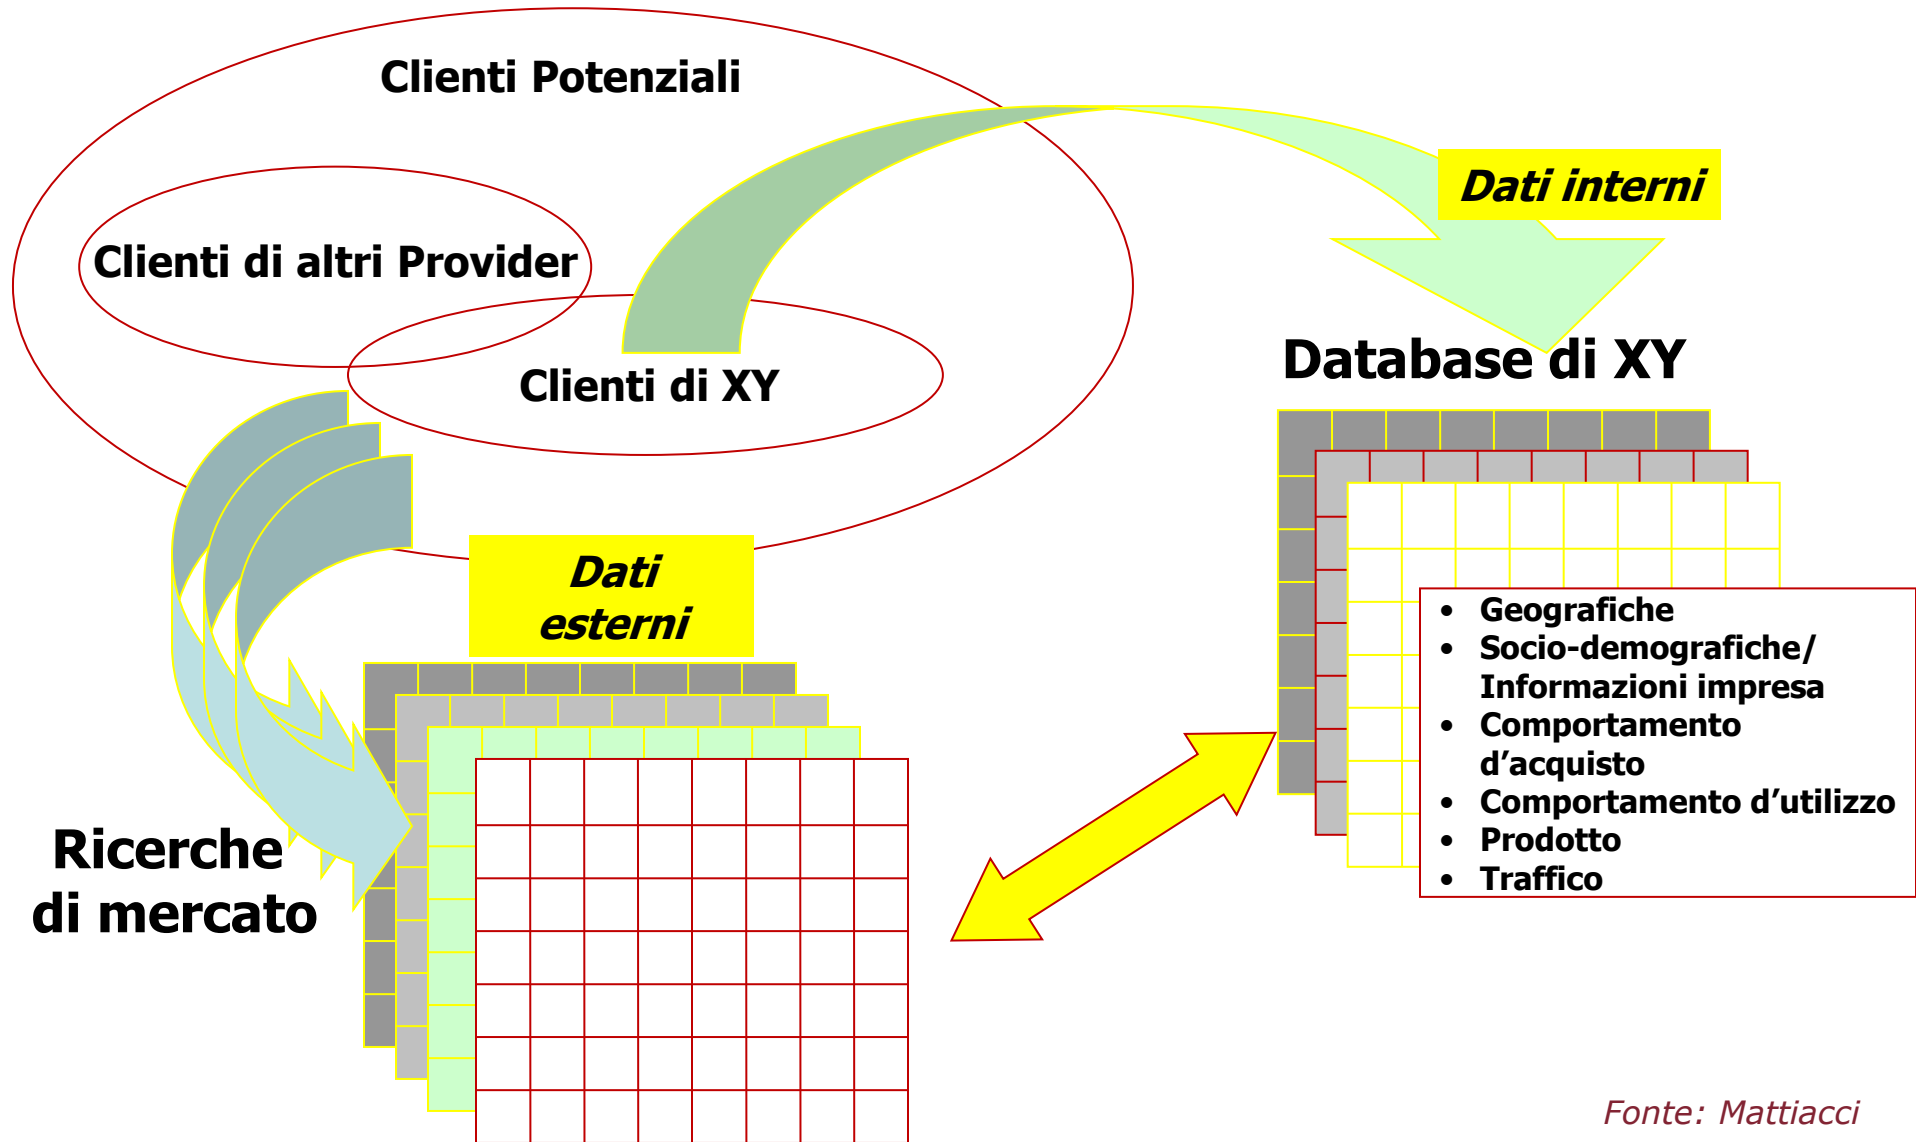 Clienti Potenziali
Dati interni
Clienti di altri Provider
Clienti di XY
Database di XY
Dati
esterni
• Geografiche
• Socio-demografiche/
Informazioni impresa
• Comportamento
d’acquisto
• Comportamento d’utilizzo
• Prodotto
• Traffico
Ricerche
di mercato
Fonte: Mattiacci